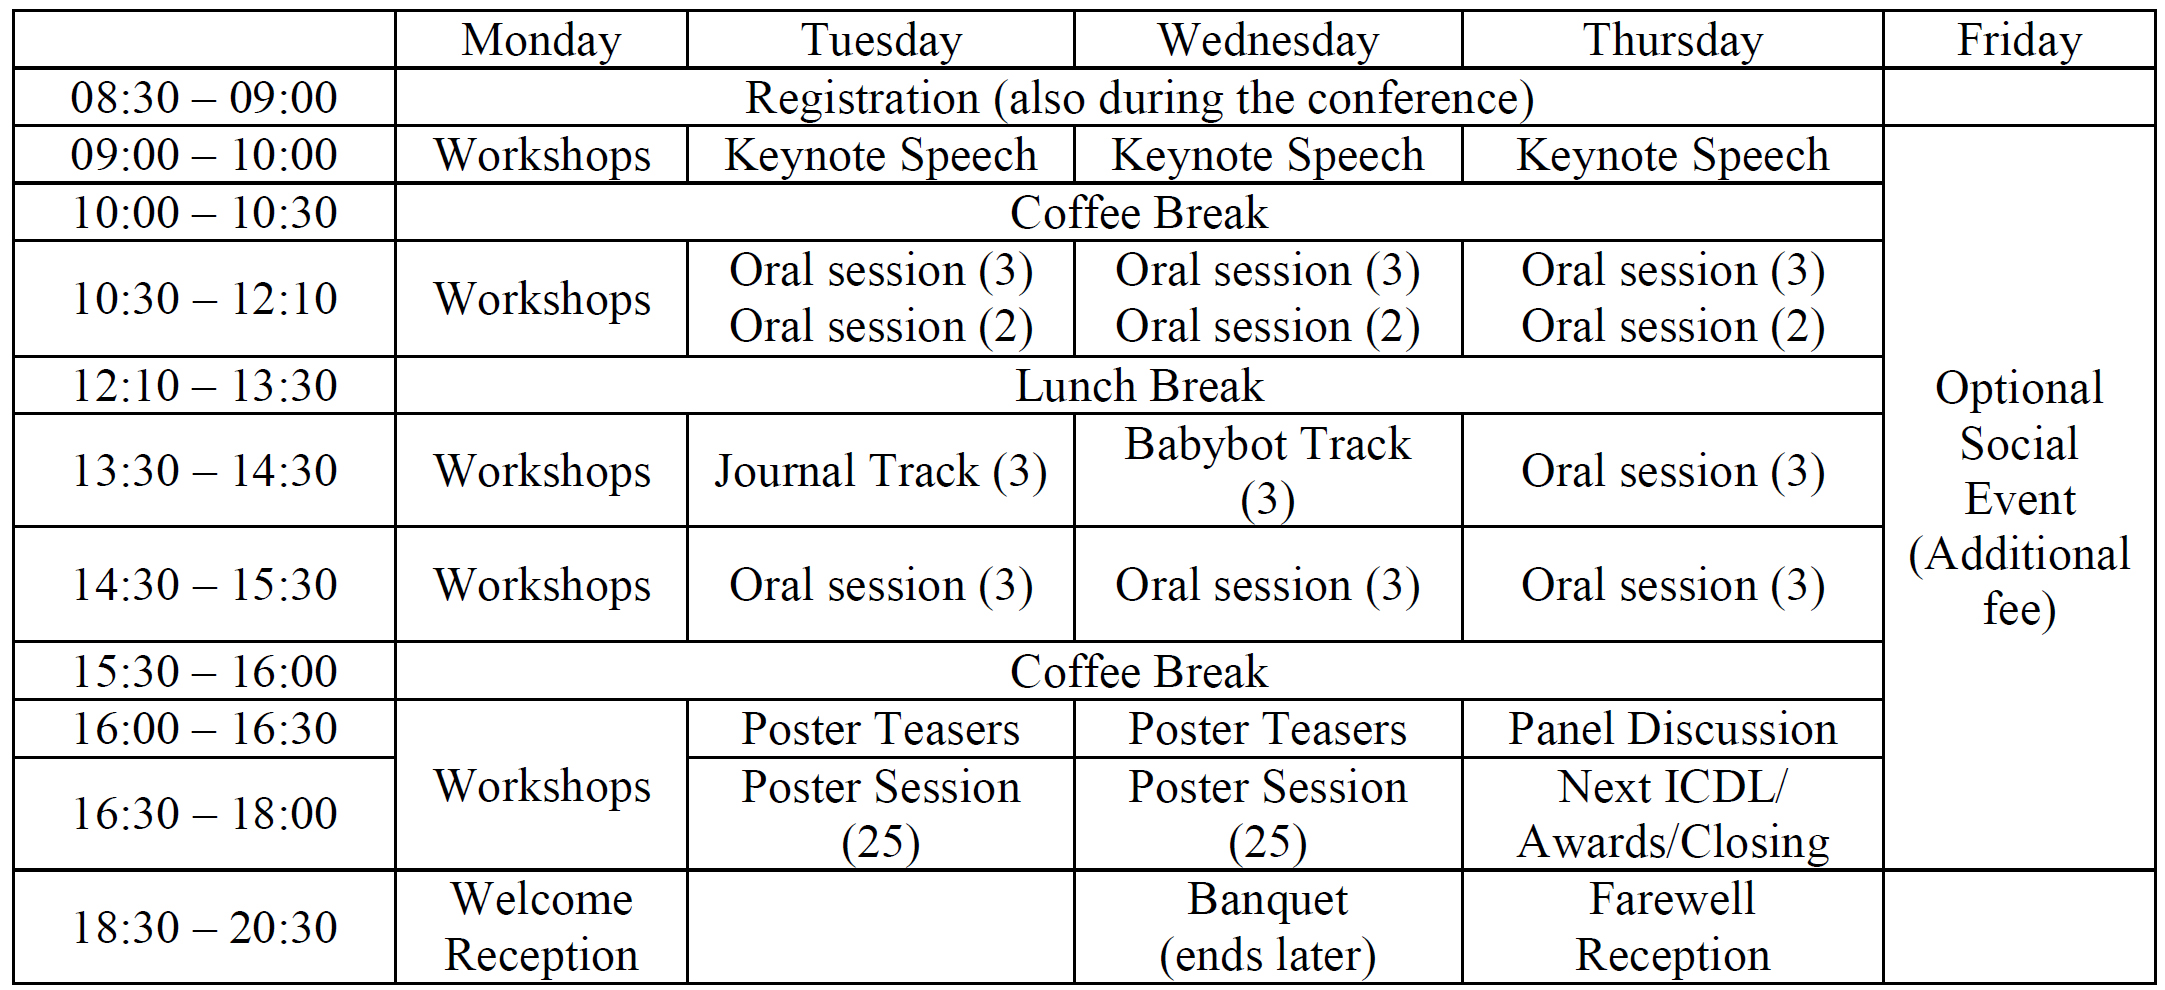 Monday Tuesday Wednesday Thursday Friday
08:30 – 09:00 Registration (also during the conference)
09:00 – 10:00 Workshops Keynote Speech Keynote Speech Keynote Speech
10:00 – 10:30 Coffee Break
10:30 – 12:10 Workshops
Oral session (3) Oral session (3) Oral session (3)
Oral session (2) Oral session (2) Oral session (2)
12:10 – 13:30 Lunch Break
13:30 – 14:30 Workshops Journal Track (3)
Babybot Track
(3)
Oral session (3)
14:30 – 15:30 Workshops Oral session (3) Oral session (3) Oral session (3)
15:30 – 16:00 Coffee Break
16:00 – 16:30 Poster Teasers Poster Teasers Panel Discussion
16:30 – 18:00
Workshops
Poster Session
(25)
Poster Session
(25)
Next ICDL/
Awards/Closing
18:30 – 20:30
Welcome
Reception
Banquet
(ends later)
Farewell
Reception
Optional
Social
Event
(Additional
fee)